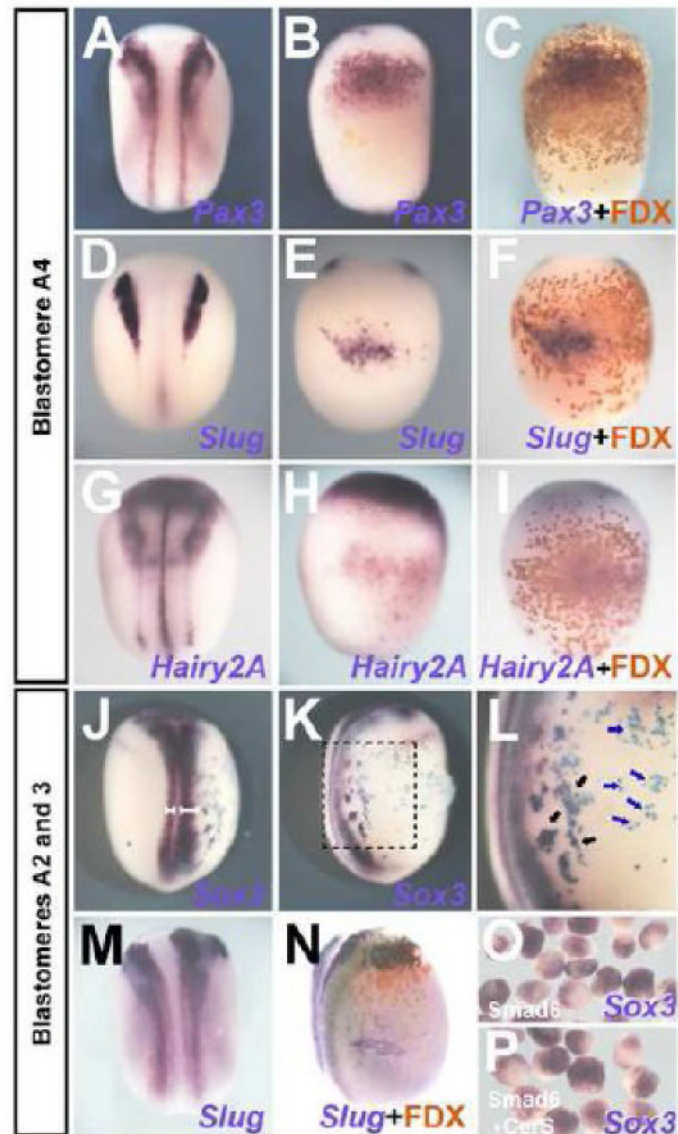 Blastomere A4
A
Pax3
B
Pax3
C
Pax3+FDX
D
Slug
E
Slug
F
Slug+FDX
G
Hairy2A
H
Hairy2A
I
Hairy2A+FDX
Blastomeres A2 and 3
J
Sox3
K
Sox3
L
M
Slug
N
Slug+FDX
O
Smad6
Sox3
P
Smad6
+CerS
Sox3